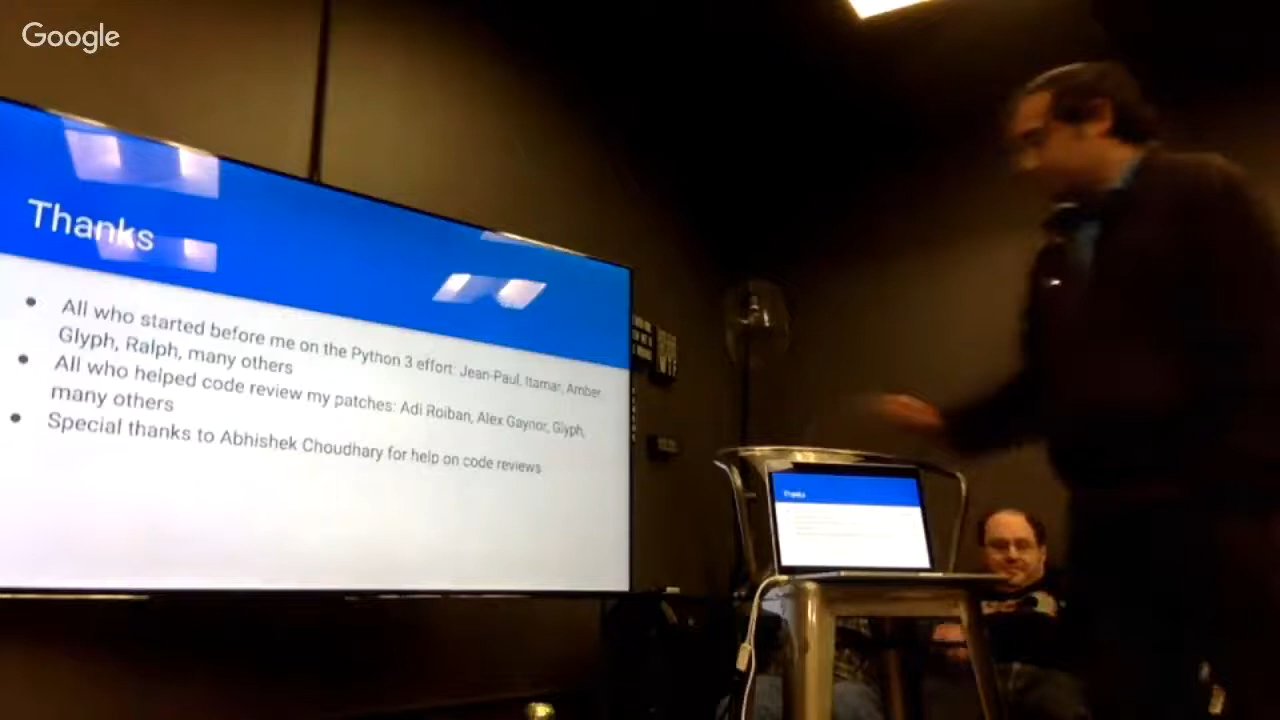 Google
Thanks
● All who started before me on the Python 3 effort: Jean-Paul, Itamar, Amber,
Glyph, Ralph, many others
● All who helped code review my patches: Adi Roiban, Alex Gaynor, Glyph,
many others
● Special thanks to Abhishek Choudhary for help on code reviews
Thanks